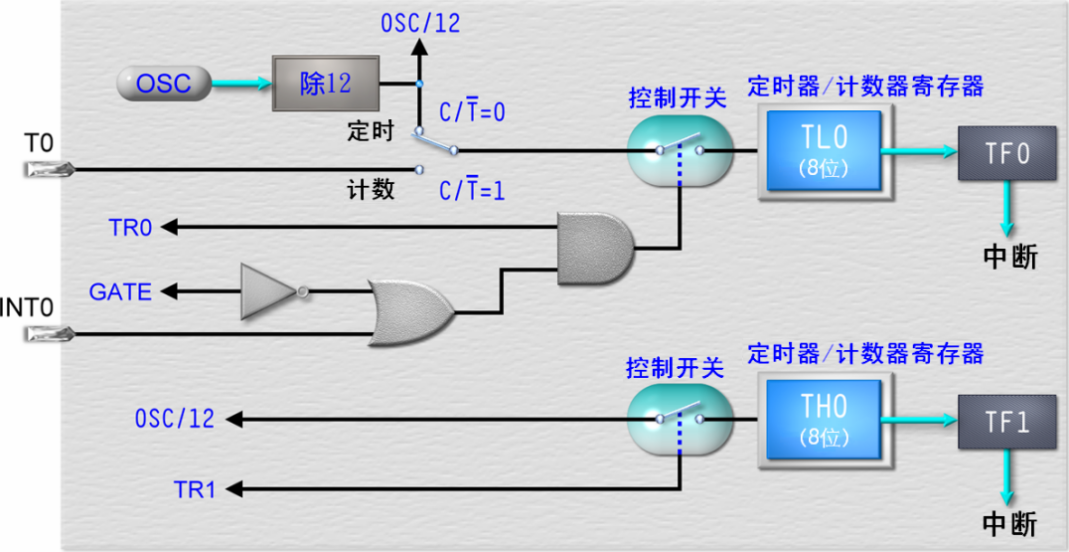 OSC/12
OSC
除12
C/T̅=0
定时
T0
计数
C/T̅=1
控制开关
定时器/计数器寄存器
TL0
(8位)
TF0
中断
TR0
GATE
INT0
控制开关
定时器/计数器寄存器
OSC/12
TH0
(8位)
TF1
TR1
中断